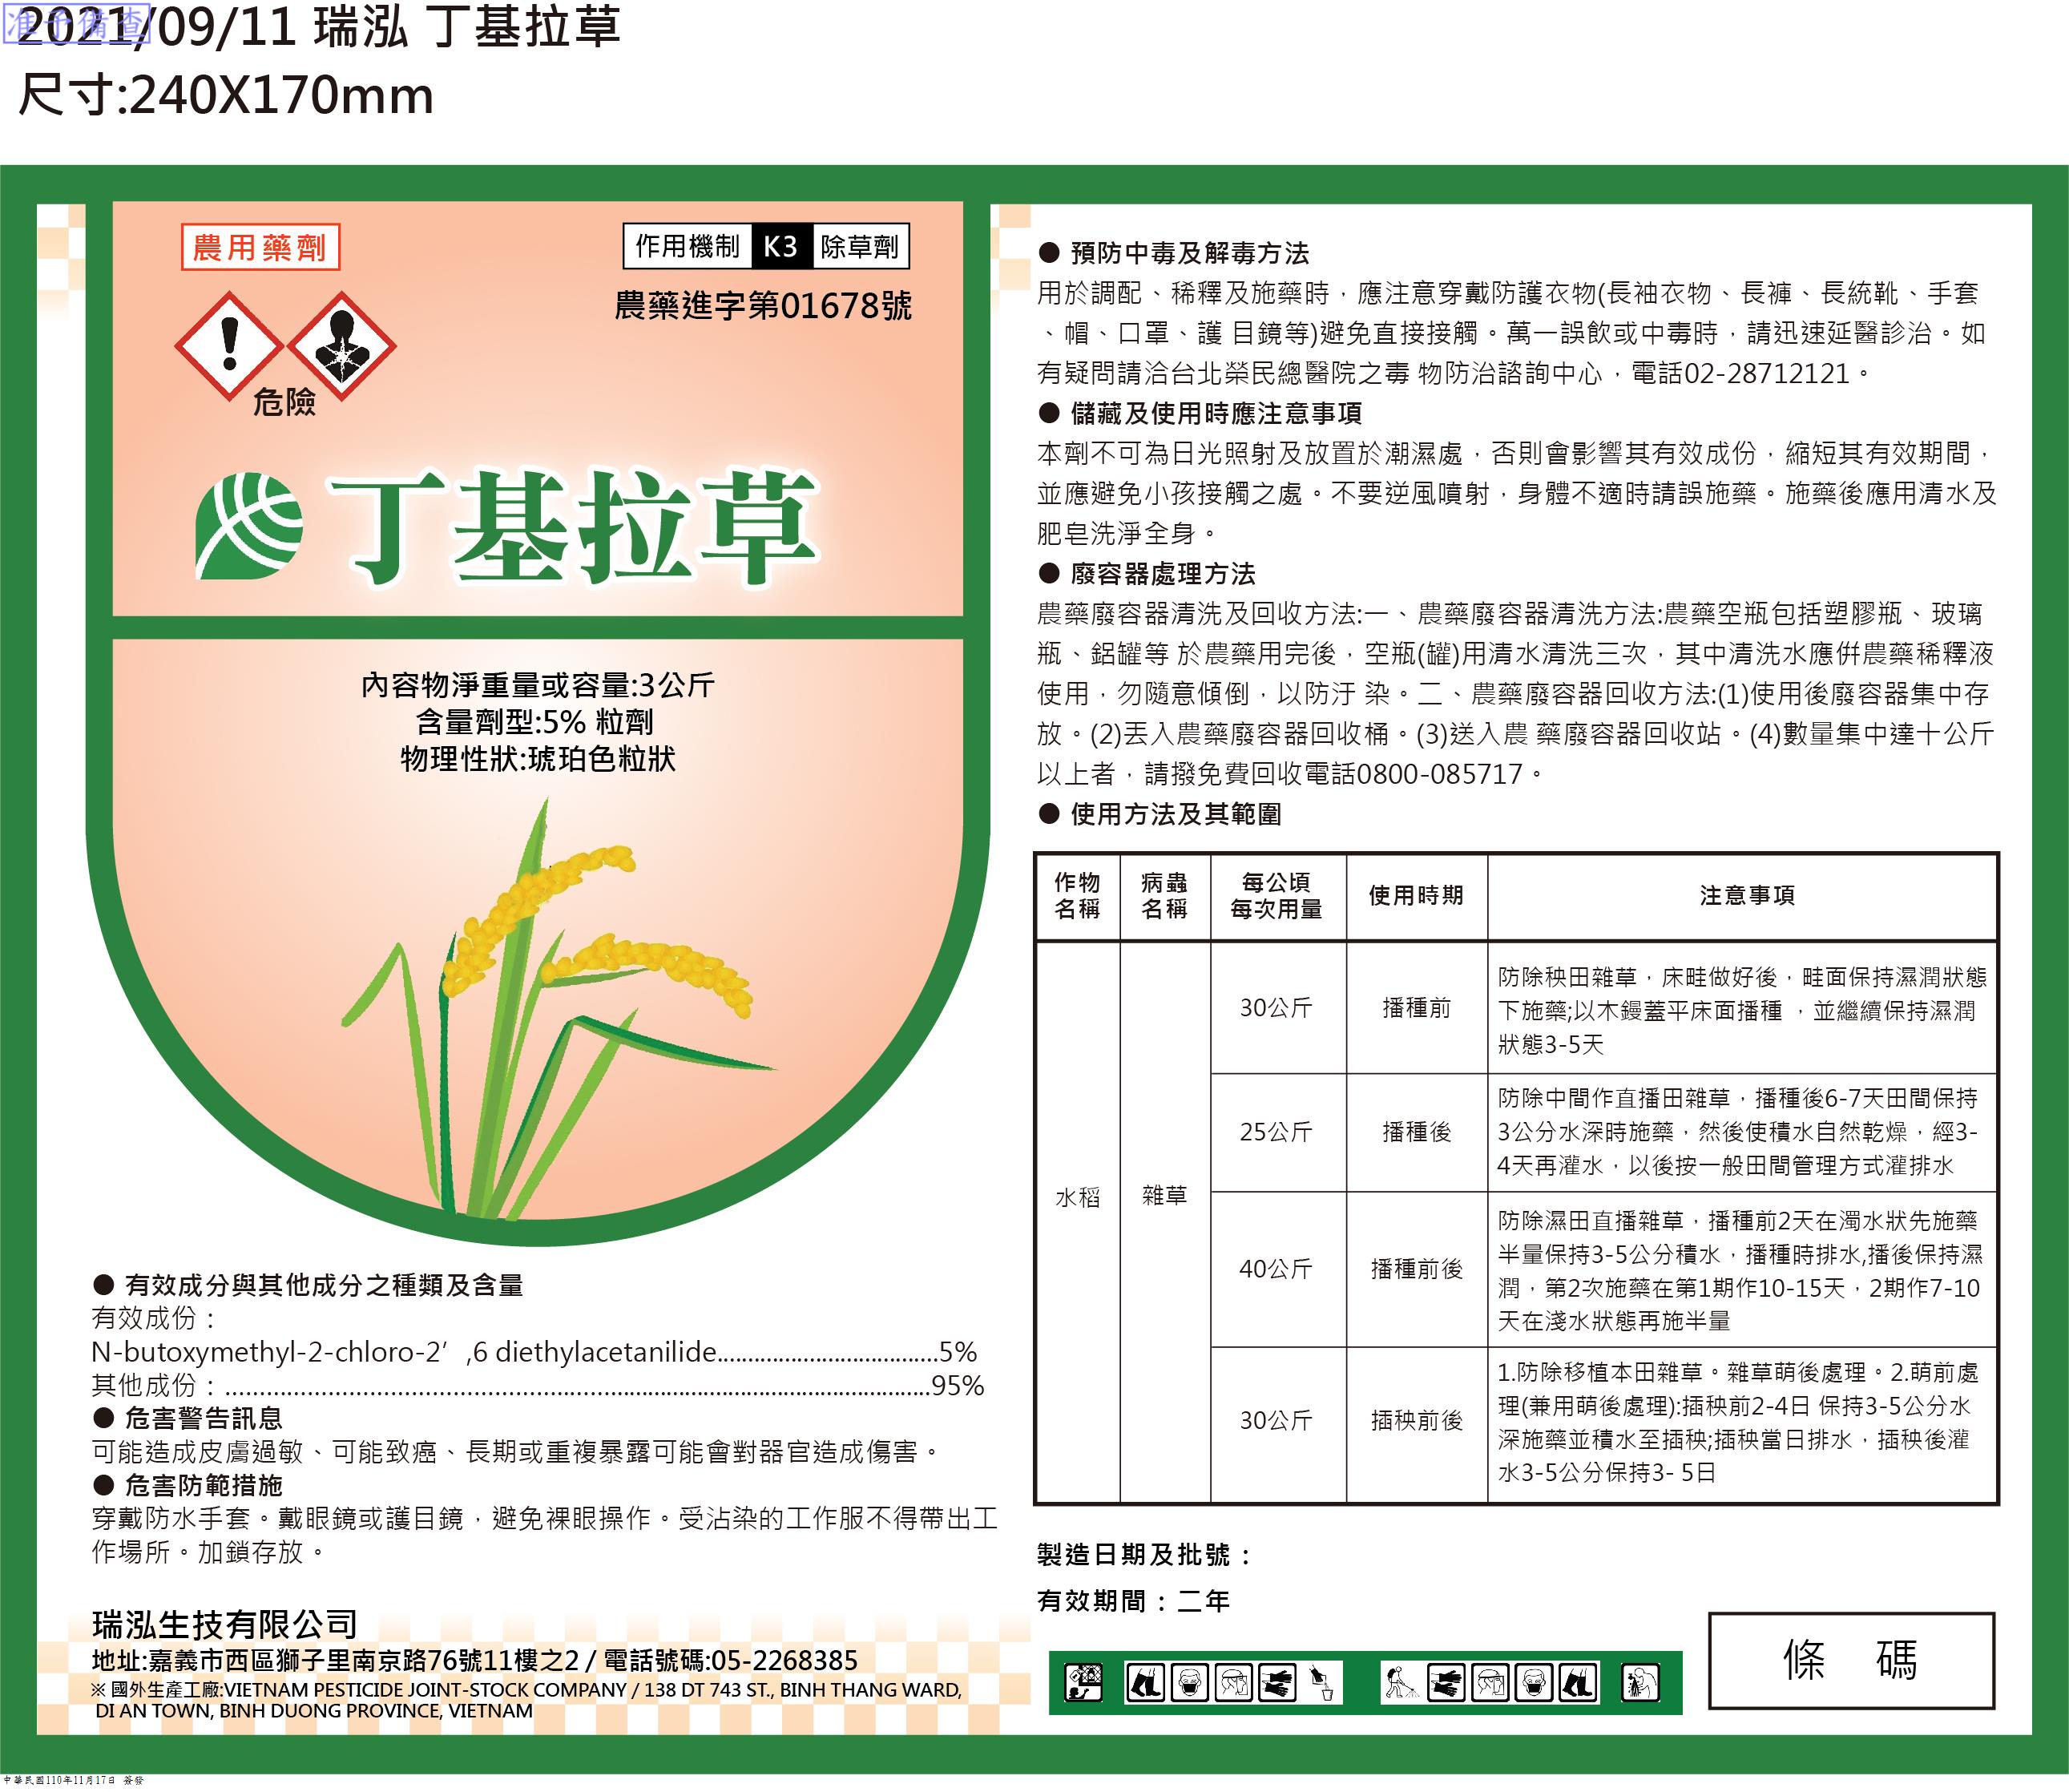 准予備查
2021/09/11 瑞泓 丁基拉草
尺寸:240X170mm
農用藥劑
作用機制 K3 除草劑
農藥進字第01678號
危險
丁基拉草
內容物淨重量或容量:3公斤
含量劑型:5% 粒劑
物理性狀:琥珀色粒狀
● 有效成分與其他成分之種類及含量
有效成份：
N-butoxymethyl-2-chloro-2′,6 diethylacetanilide....................................5%
其他成份：.......................................................................................................95%
● 危害警告訊息
可能造成皮膚過敏、可能致癌、長期或重複暴露可能會對器官造成傷害。
● 危害防範措施
穿戴防水手套。戴眼鏡或護目鏡，避免裸眼操作。受沾染的工作服不得帶出工
作場所。加鎖存放。
瑞泓生技有限公司
地址:嘉義市西區獅子里南京路76號11樓之2 / 電話號碼:05-2268385
※ 國外生產工廠:VIETNAM PESTICIDE JOINT-STOCK COMPANY / 138 DT 743 ST., BINH THANG WARD,
DI AN TOWN, BINH DUONG PROVINCE, VIETNAM
● 預防中毒及解毒方法
用於調配、稀釋及施藥時，應注意穿戴防護衣物(長袖衣物、長褲、長統靴、手套
、帽、口罩、護 目鏡等)避免直接接觸。萬一誤飲或中毒時，請迅速延醫診治。如
有疑問請洽台北榮民總醫院之毒 物防治諮詢中心，電話02-28712121。
● 儲藏及使用時應注意事項
本劑不可為日光照射及放置於潮濕處，否則會影響其有效成份，縮短其有效期間，
並應避免小孩接觸之處。不要逆風噴射，身體不適時請誤施藥。施藥後應用清水及
肥皂洗淨全身。
● 廢容器處理方法
農藥廢容器清洗及回收方法:一、農藥廢容器清洗方法:農藥空瓶包括塑膠瓶、玻璃
瓶、鋁罐等 於農藥用完後，空瓶(罐)用清水清洗三次，其中清洗水應併農藥稀釋液
使用，勿隨意傾倒，以防汙 染。二、農藥廢容器回收方法:(1)使用後廢容器集中存
放。(2)丟入農藥廢容器回收桶。(3)送入農 藥廢容器回收站。(4)數量集中達十公斤
以上者，請撥免費回收電話0800-085717。
● 使用方法及其範圍
作物名稱 病蟲名稱 每公頃每次用量 使用時期 注意事項
水稻 雜草
30公斤 播種前
防除秧田雜草，床畦做好後，畦面保持濕潤狀態
下施藥;以木鏝蓋平床面播種 ，並繼續保持濕潤
狀態3-5天
25公斤 播種後
防除中間作直播田雜草，播種後6-7天田間保持
3公分水深時施藥，然後使積水自然乾燥，經3-
4天再灌水，以後按一般田間管理方式灌排水
40公斤 播種前後
防除濕田直播雜草，播種前2天在濁水狀先施藥
半量保持3-5公分積水，播種時排水,播後保持濕
潤，第2次施藥在第1期作10-15天，2期作7-10
天在淺水狀態再施半量
30公斤 插秧前後
1.防除移植本田雜草。雜草萌後處理。2.萌前處
理(兼用萌後處理):插秧前2-4日 保持3-5公分水
深施藥並積水至插秧;插秧當日排水，插秧後灌
水3-5公分保持3- 5日
製造日期及批號：
有效期間：二年
條 碼
中華民國110年11月17日 簽發